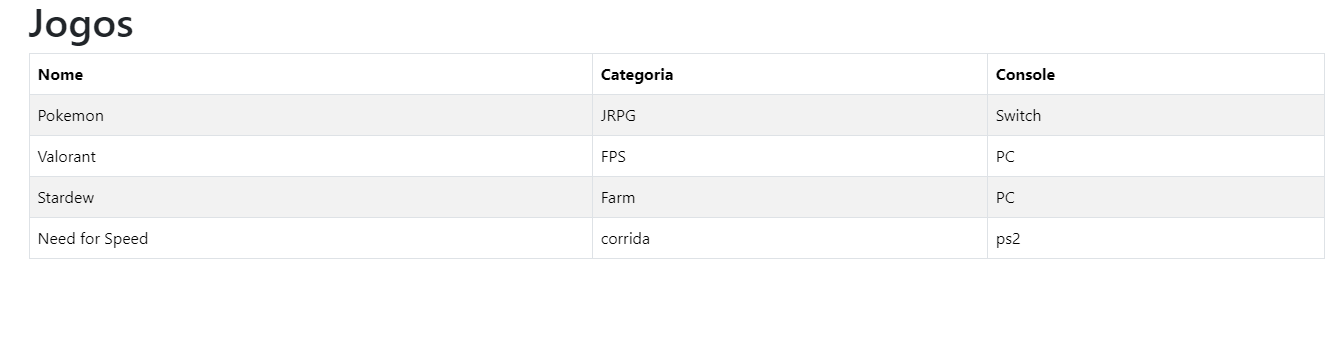 Jogos
Nome Categoria Console
Pokemon JRPG Switch
Valorant FPS PC
Stardew Farm PC
Need for Speed corrida ps2